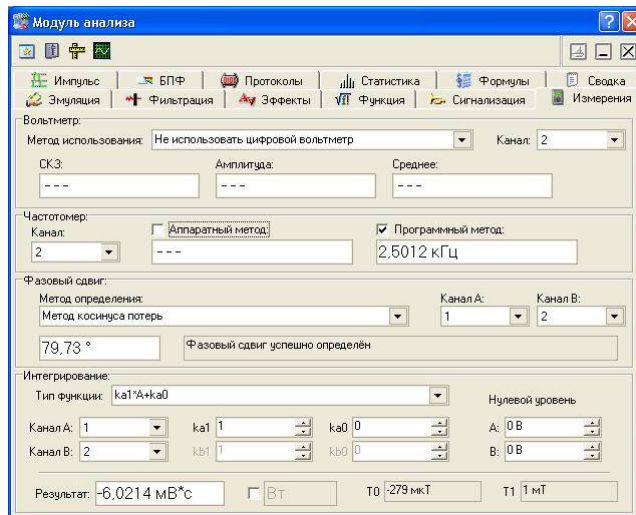 Модуль анализа
Импульс БПФ Протоколы Статистика Формулы Сводка
Эмуляция Фильтрация Эффекты Функция Сигнализация Измерения
Вольтметр:
Метод использования: Не использовать цифровой вольтметр Канал: 2
СКЗ: Амплитуда: Среднее:
--- --- ---
Частотомер:
Канал: Аппаратный метод: Программный метод:
2 --- 2,5012 кГц
Фазовый сдвиг:
Метод определения: Канал A: Канал B:
Метод косинуса потерь 1 2
79,73 ° Фазовый сдвиг успешно определён
Интегрирование:
Тип функции: ka1*A+ka0 Нулевой уровень
Канал A: 1 ka1 1 ka0 0 A: 0 В
Канал B: 2 kb1 1 kb0 0 B: 0 В
Результат: -6,0214 мВ*с Вт T0 -279 мкТ T1 1 мТ